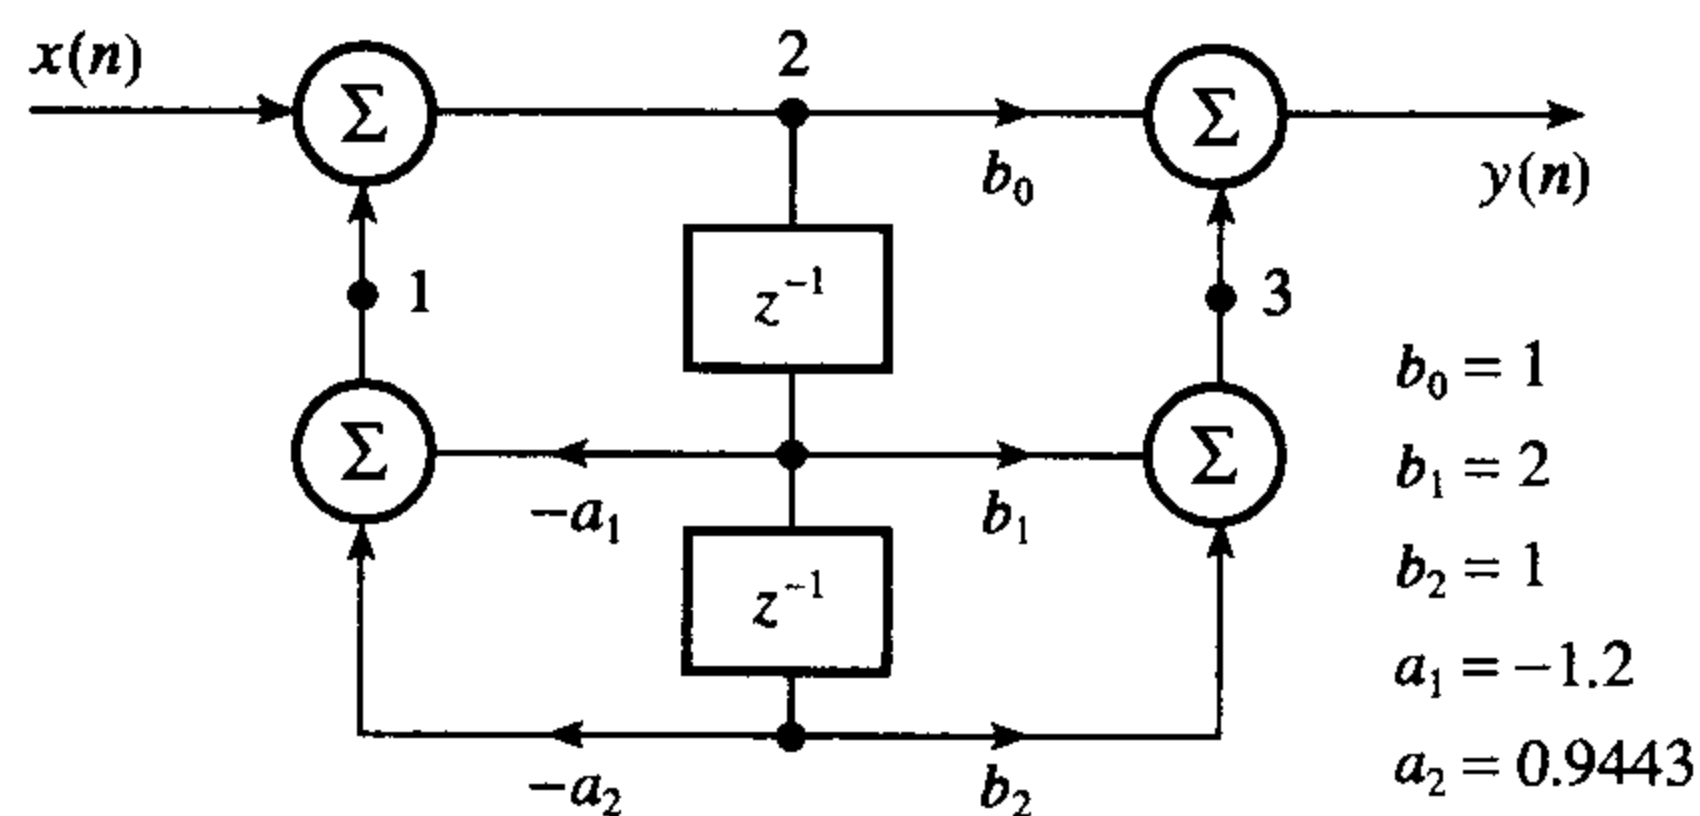 x(n)
2
Σ
Σ
b₀
y(n)
z⁻¹
1
3
b₀ = 1
Σ
Σ
b₁ = 2
−a₁
b₁
z⁻¹
b₂ = 1
a₁ = −1.2
−a₂
b₂
a₂ = 0.9443